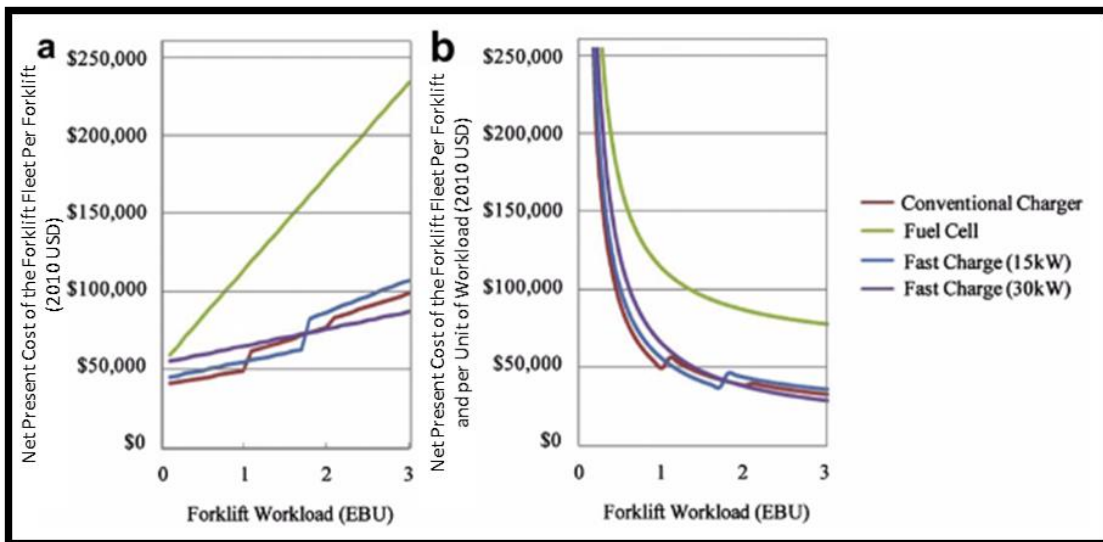 a
Net Present Cost of the Forklift Fleet Per Forklift
(2010 USD)
$250,000
$200,000
$150,000
$100,000
$50,000
$0
0 1 2 3
Forklift Workload (EBU)
b
Net Present Cost of the Forklift Fleet Per Forklift
and per Unit of Workload (2010 USD)
$250,000
$200,000
$150,000
$100,000
$50,000
$0
0 1 2 3
Forklift Workload (EBU)
Conventional Charger
Fuel Cell
Fast Charge (15kW)
Fast Charge (30kW)